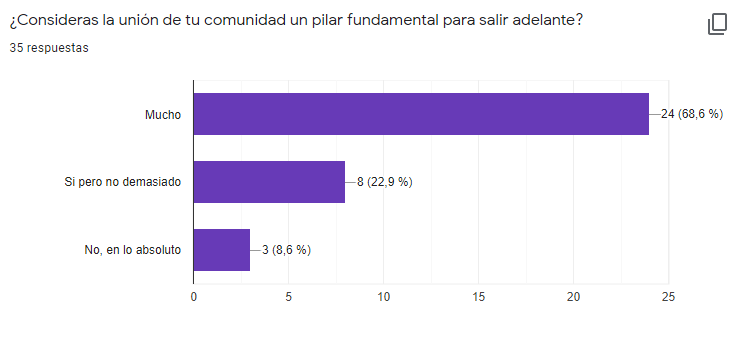 ¿Consideras la unión de tu comunidad un pilar fundamental para salir adelante?
35 respuestas
Mucho
24 (68,6 %)
Si pero no demasiado
8 (22,9 %)
No, en lo absoluto
3 (8,6 %)
0 5 10 15 20 25